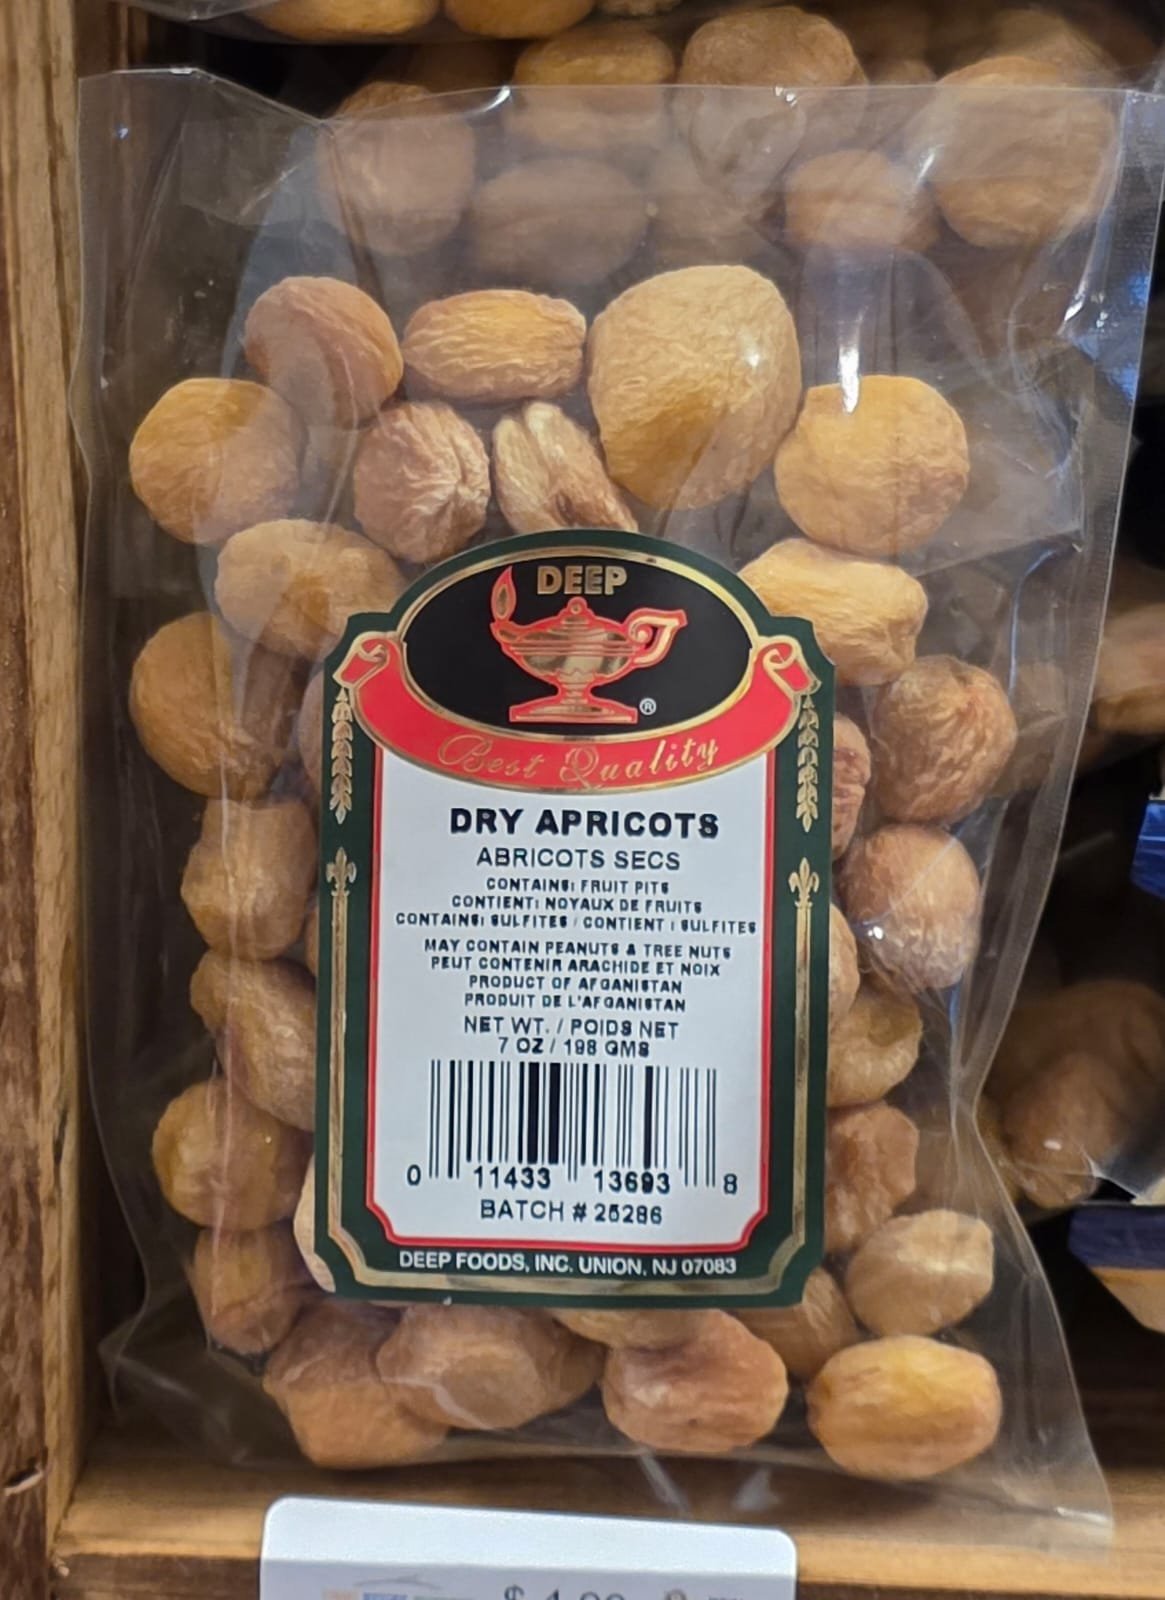 DEEP
®
Best Quality
DRY APRICOTS
ABRICOTS SECS
CONTAINS: FRUIT PITS
CONTIENT: NOYAUX DE FRUITS
CONTAINS: SULFITES / CONTIENT : SULFITES
MAY CONTAIN PEANUTS & TREE NUTS
PEUT CONTENIR ARACHIDE ET NOIX
PRODUCT OF AFGANISTAN
PRODUIT DE L'AFGANISTAN
NET WT. / POIDS NET
7 OZ / 198 GMS
0 11433 13693 8
BATCH # 25286
DEEP FOODS, INC. UNION, NJ 07083